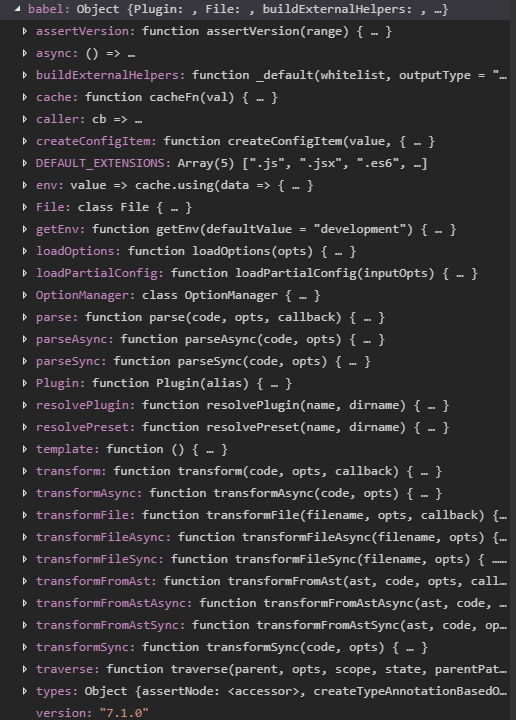 babel: Object {Plugin: , File: , buildExternalHelpers: , …}
assertVersion: function assertVersion(range) { … }
async: () => …
buildExternalHelpers: function _default(whitelist, outputType = "…
cache: function cacheFn(val) { … }
caller: cb => …
createConfigItem: function createConfigItem(value, { … }
DEFAULT_EXTENSIONS: Array(5) [".js", ".jsx", ".es6", …]
env: value => cache.using(data => { … }
File: class File { … }
getEnv: function getEnv(defaultValue = "development") { … }
loadOptions: function loadOptions(opts) { … }
loadPartialConfig: function loadPartialConfig(inputOpts) { … }
OptionManager: class OptionManager { … }
parse: function parse(code, opts, callback) { … }
parseAsync: function parseAsync(code, opts) { … }
parseSync: function parseSync(code, opts) { … }
Plugin: function Plugin(alias) { … }
resolvePlugin: function resolvePlugin(name, dirname) { … }
resolvePreset: function resolvePreset(name, dirname) { … }
template: function () { … }
transform: function transform(code, opts, callback) { … }
transformAsync: function transformAsync(code, opts) { … }
transformFile: function transformFile(filename, opts, callback) {…
transformFileAsync: function transformFileAsync(filename, opts) {…
transformFileSync: function transformFileSync(filename, opts) { ……
transformFromAst: function transformFromAst(ast, code, opts, call…
transformFromAstAsync: function transformFromAstAsync(ast, code, …
transformFromAstSync: function transformFromAstSync(ast, code, op…
transformSync: function transformSync(code, opts) { … }
traverse: function traverse(parent, opts, scope, state, parentPat…
types: Object {assertNode: <accessor>, createTypeAnnotationBasedO…
version: "7.1.0"